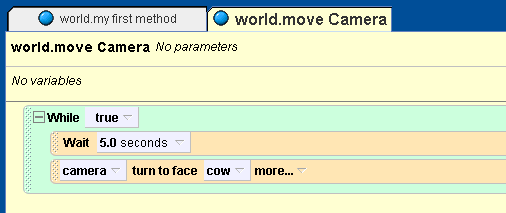 world.my first method
world.move Camera
world.move Camera No parameters
No variables
While true
Wait 5.0 seconds
camera turn to face cow more...